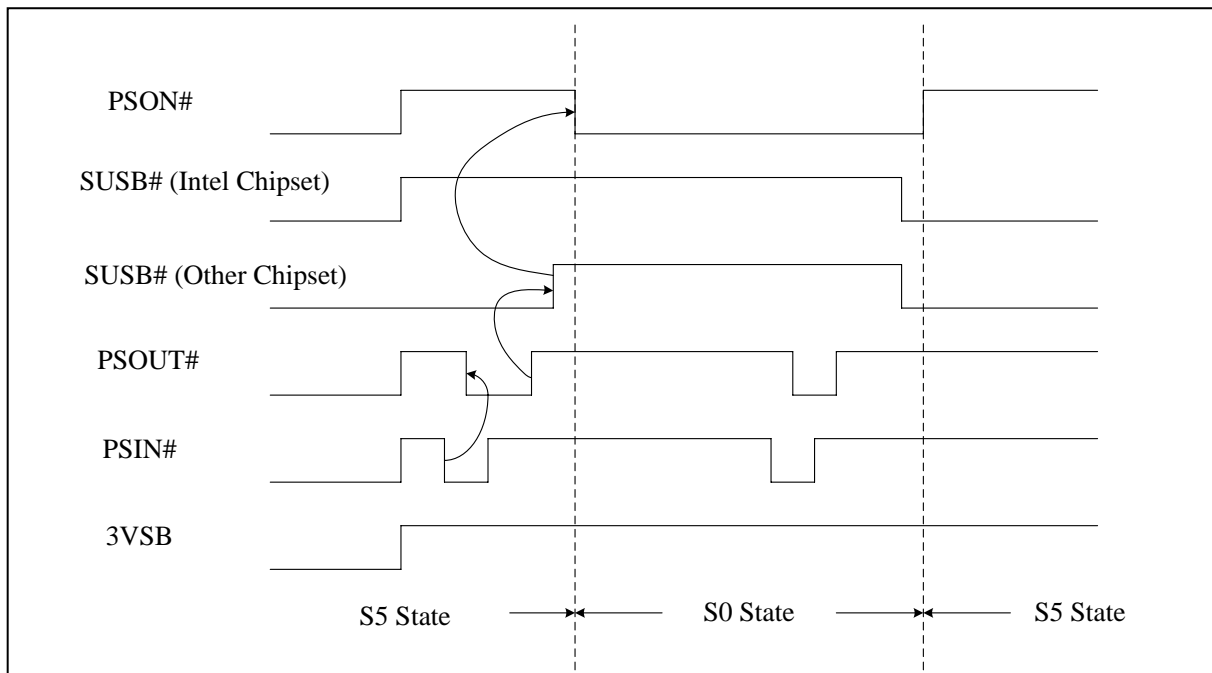 PSON#
SUSB# (Intel Chipset)
SUSB# (Other Chipset)
PSOUT#
PSIN#
3VSB
S5 State
S0 State
S5 State